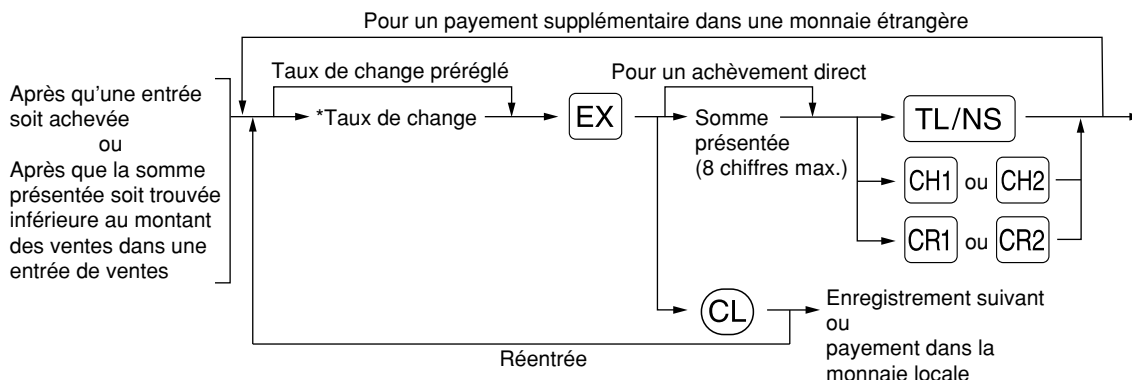 Pour un payement supplémentaire dans une monnaie étrangère
Taux de change préréglé
Pour un achèvement direct
Après qu'une entrée
soit achevée
ou
Après que la somme
présentée soit trouvée
inférieure au montant
des ventes dans une
entrée de ventes
*Taux de change
EX
Somme
présentée
(8 chiffres max.)
TL/NS
CH1 ou CH2
CR1 ou CR2
CL
Enregistrement suivant
ou
payement dans la
monnaie locale
Réentrée